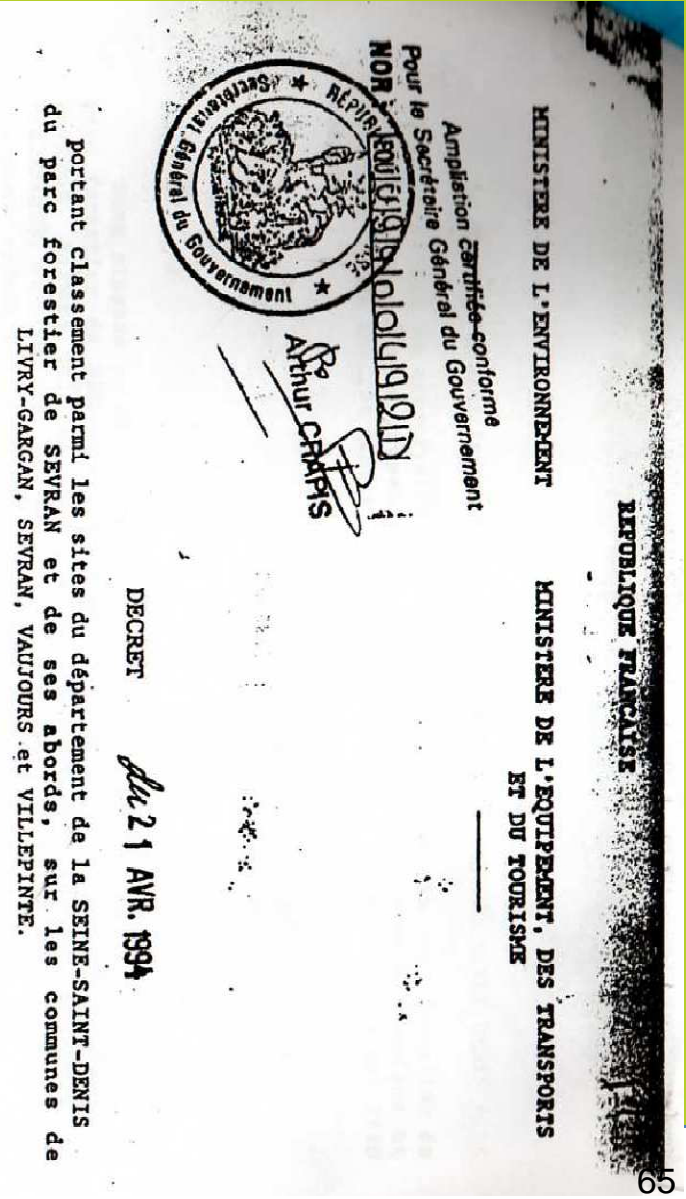 REPUBLIQUE FRANCAISE
MINISTERE DE L'ENVIRONNEMENT
MINISTERE DE L'EQUIPEMENT, DES TRANSPORTS
ET DU TOURISME
Ampliation certifiée conforme
Pour le Secrétaire Général du Gouvernement
NOR
Secrétariat Général du Gouvernement
Arthur CRAPIS
DECRET du 21 AVR. 1994
portant classement parmi les sites du département de la SEINE-SAINT-DENIS
du parc forestier de SEVRAN et de ses abords, sur les communes de
LIVRY-GARGAN, SEVRAN, VAUJOURS et VILLEPINTE.
65